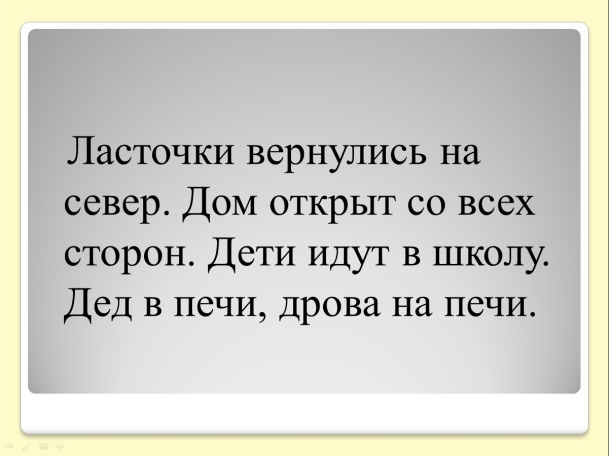 Ласточки вернулись на
север. Дом открыт со всех
сторон. Дети идут в школу.
Дед в печи, дрова на печи.